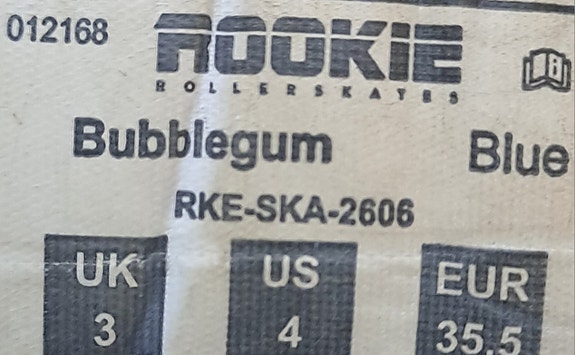 012168
ROOKIE
ROLLERSKATES
Bubblegum Blue
RKE-SKA-2606
UK US EUR
3 4 35.5